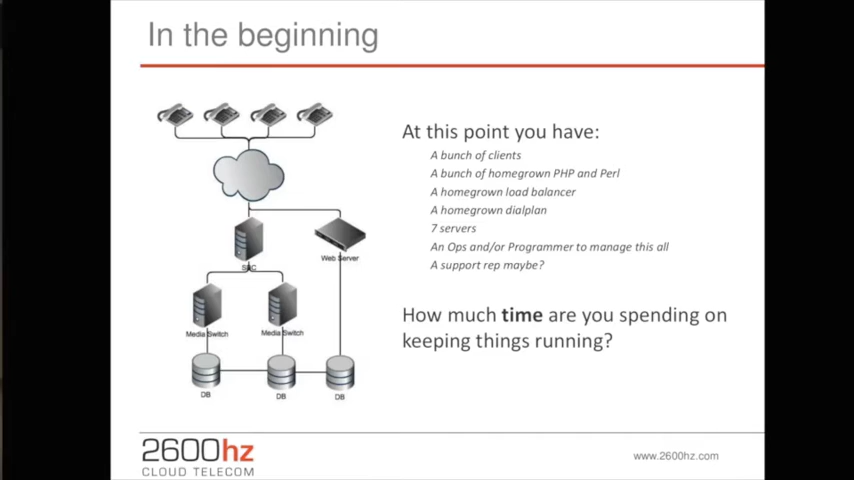 In the beginning
At this point you have:
A bunch of clients
A bunch of homegrown PHP and Perl
A homegrown load balancer
A homegrown dialplan
7 servers
An Ops and/or Programmer to manage this all
A support rep maybe?
How much time are you spending on
keeping things running?
SBC
Web Server
Media Switch
Media Switch
DB
DB
DB
2600hz
CLOUD TELECOM
www.2600hz.com